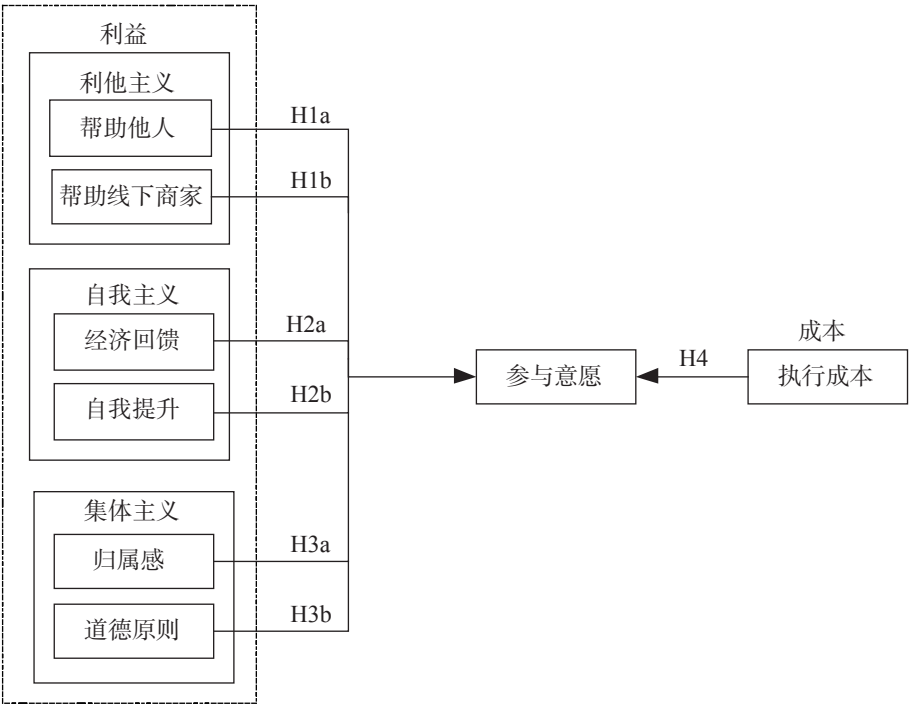 利益
利他主义
帮助他人
H1a
帮助线下商家
H1b
自我主义
经济回馈
H2a
自我提升
H2b
集体主义
归属感
H3a
道德原则
H3b
参与意愿
H4
成本
执行成本